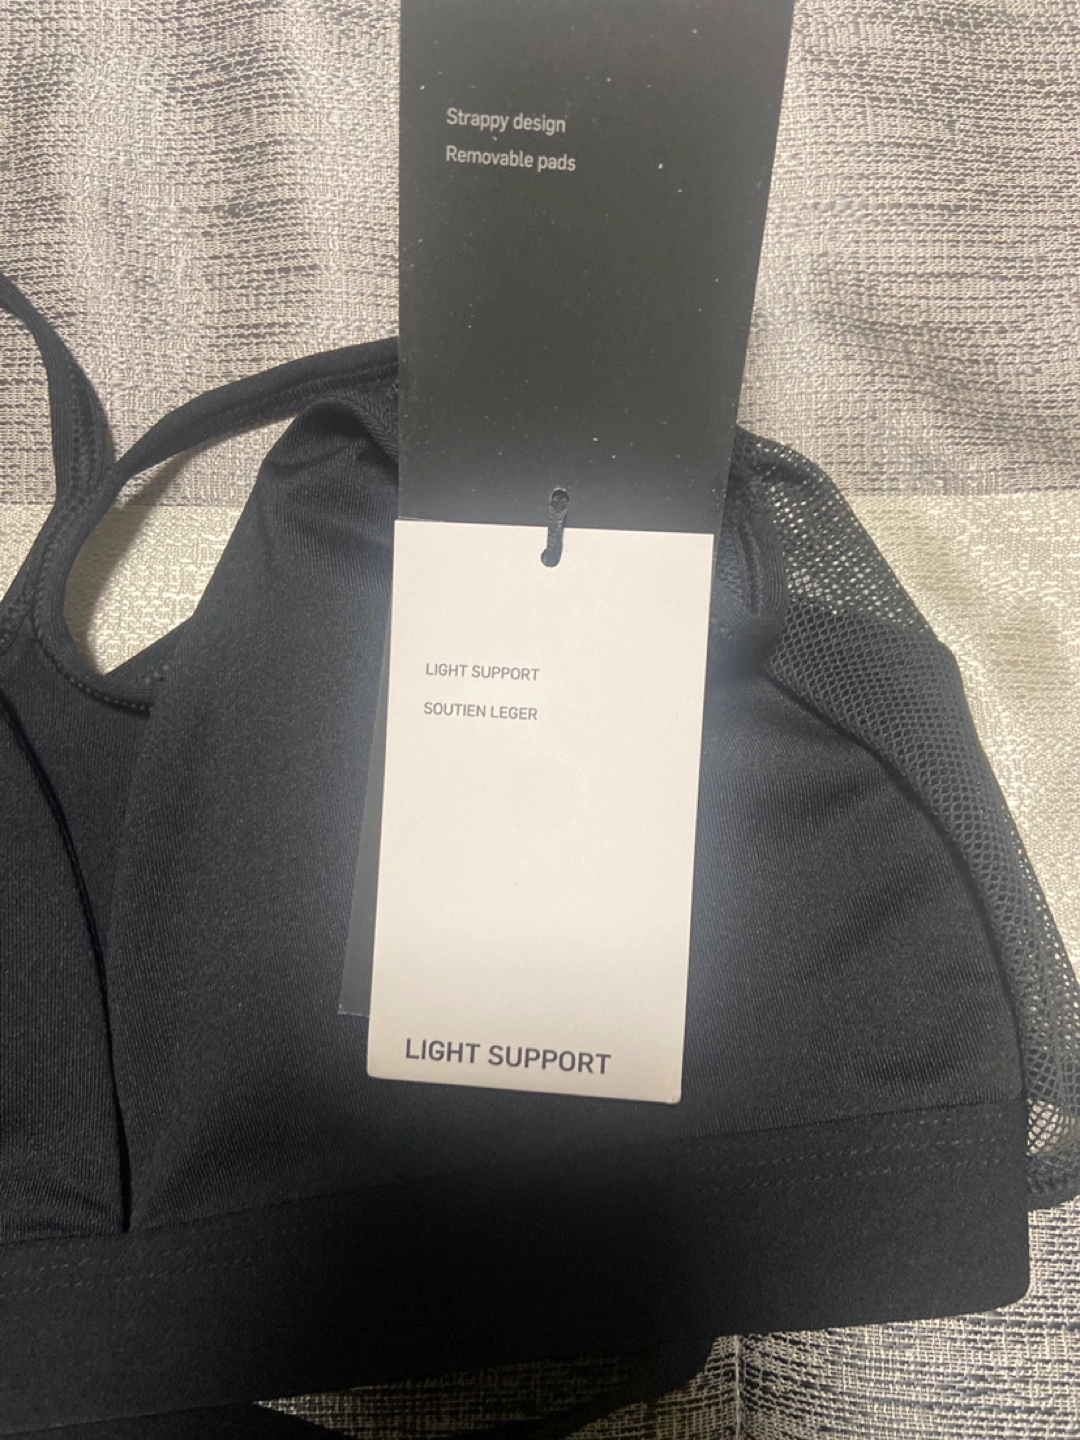 Strappy design
Removable pads
LIGHT SUPPORT
SOUTIEN LEGER
LIGHT SUPPORT